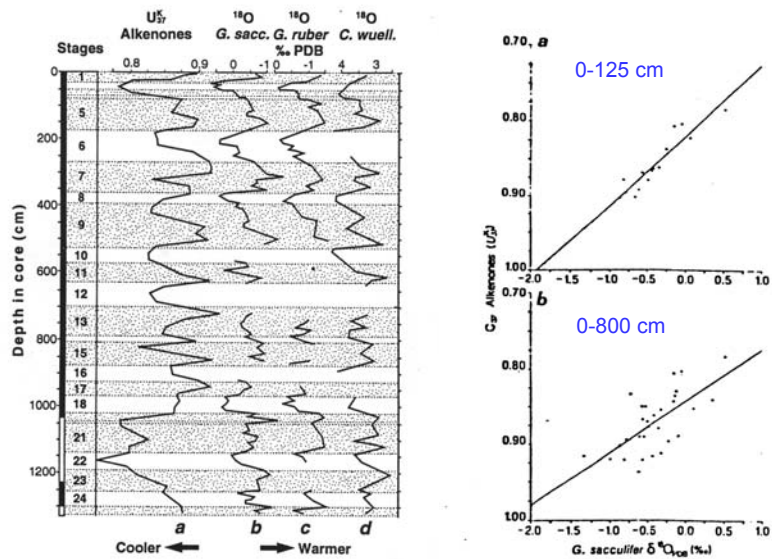 U₃₇ᴷ ¹⁸O ¹⁸O ¹⁸O
Alkenones G. sacc. G. ruber C. wuell.
Stages ‰ PDB
0.8 0.9 0 -1 0 -1 4 3
0
200
400
600
800
1000
1200
Depth in core (cm)
1
5
6
7
8
9
10
11
12
13
15
16
17
18
21
22
23
24
a b c d
Cooler Warmer
0.70, a
0-125 cm
0.80
0.90
1.00
-2.0 -1.5 -1.0 -0.5 0.0 0.5 1.0
C₃₇ Alkenones (U₃₇ᴷ)
0.70
b
0-800 cm
0.80
0.90
1.00
-2.0 -1.5 -1.0 -0.5 0.0 0.5 1.0
G. sacculifer δ¹⁸O_PDB (‰)